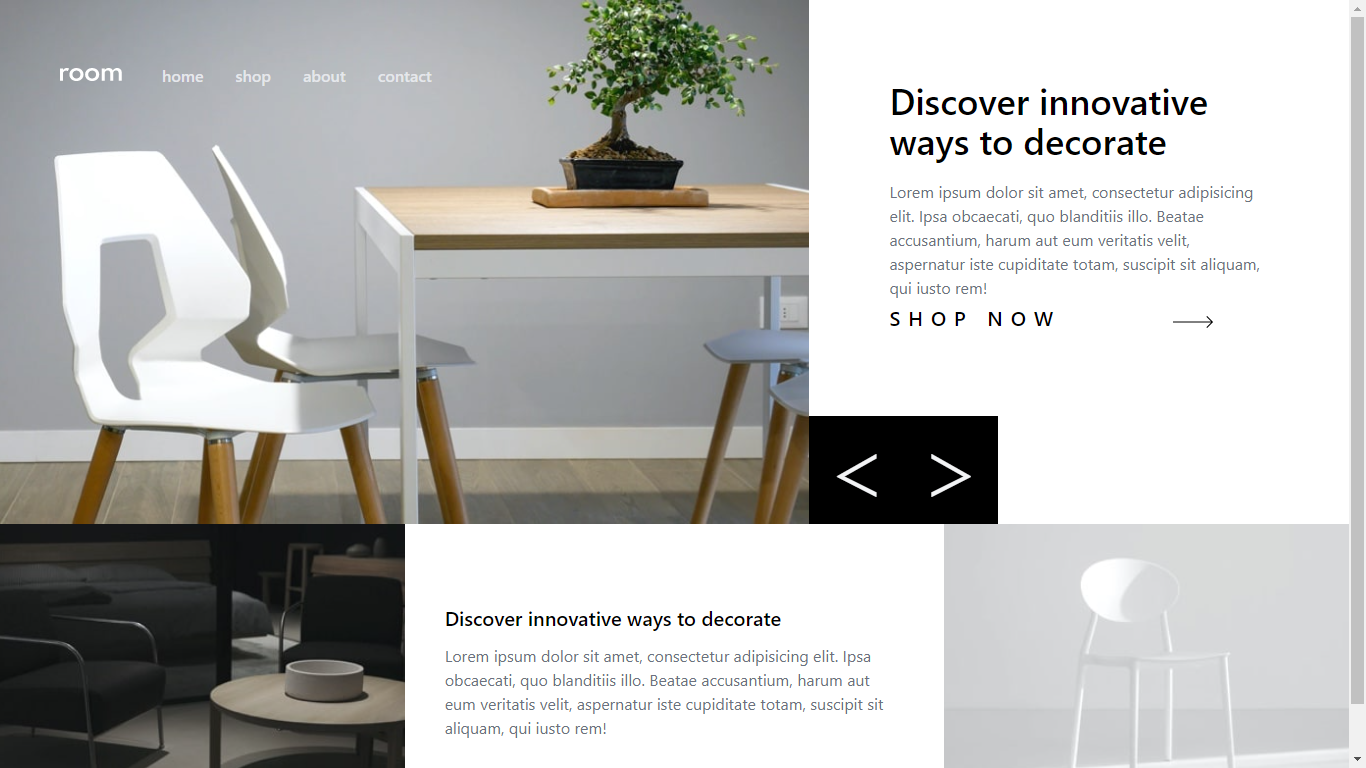 room
home shop about contact
Discover innovative
ways to decorate
Lorem ipsum dolor sit amet, consectetur adipisicing
elit. Ipsa obcaecati, quo blanditiis illo. Beatae
accusantium, harum aut eum veritatis velit,
aspernatur iste cupiditate totam, suscipit sit aliquam,
qui iusto rem!
SHOP NOW
Discover innovative ways to decorate
Lorem ipsum dolor sit amet, consectetur adipisicing elit. Ipsa
obcaecati, quo blanditiis illo. Beatae accusantium, harum aut
eum veritatis velit, aspernatur iste cupiditate totam, suscipit sit
aliquam, qui iusto rem!